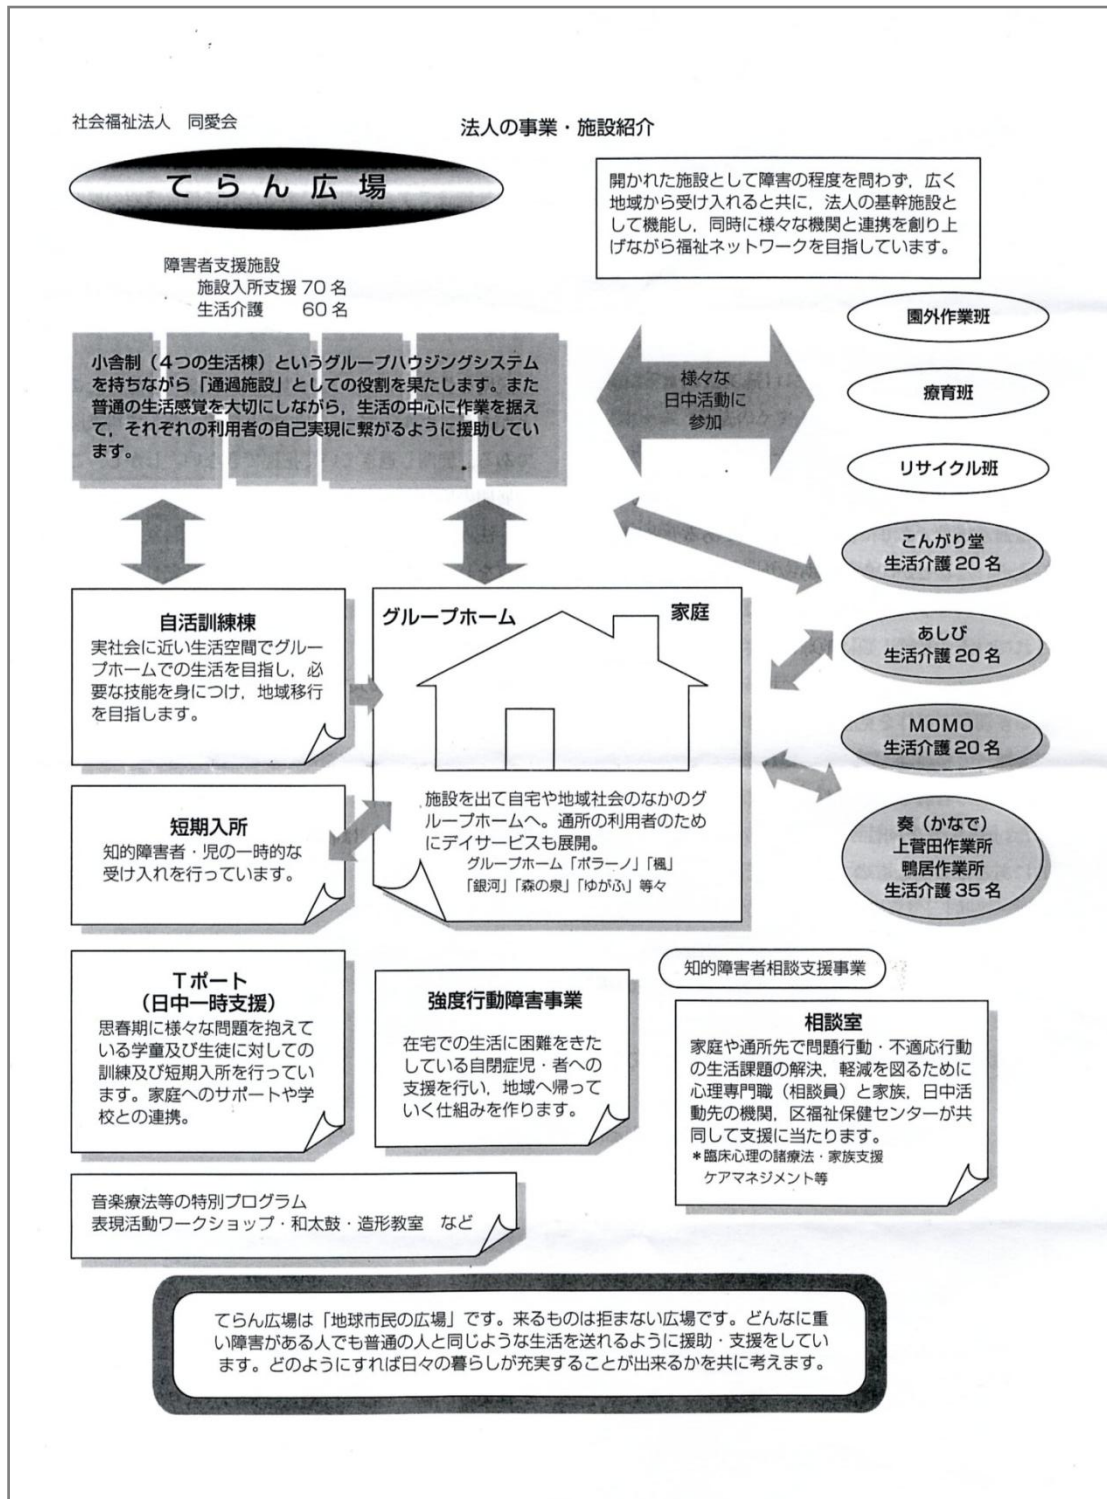 社会福祉法人　同愛会
法人の事業・施設紹介
てらん広場
開かれた施設として障害の程度を問わず，広く
地域から受け入れると共に，法人の基幹施設と
して機能し，同時に様々な機関と連携を創り上
げながら福祉ネットワークを目指しています。
障害者支援施設
施設入所支援 70 名
生活介護　　60 名
小舎制（４つの生活棟）というグループハウジングシステム
を持ちながら「通過施設」としての役割を果たします。また
普通の生活感覚を大切にしながら，生活の中心に作業を据え
て，それぞれの利用者の自己実現に繋がるように援助してい
ます。
様々な
日中活動に
参加
園外作業班
療育班
リサイクル班
こんがり堂
生活介護 20 名
あしび
生活介護 20 名
MOMO
生活介護 20 名
奏（かなで）
上菅田作業所
鴨居作業所
生活介護 35 名
自活訓練棟
実社会に近い生活空間でグルー
プホームでの生活を目指し，必
要な技能を身につけ，地域移行
を目指します。
グループホーム
家庭
施設を出て自宅や地域社会のなかのグ
ループホームへ。通所の利用者のため
にデイサービスも展開。
グループホーム「ポラーノ」「楓」
「銀河」「森の泉」「ゆがふ」等々
短期入所
知的障害者・児の一時的な
受け入れを行っています。
Ｔポート
（日中一時支援）
思春期に様々な問題を抱えて
いる学童及び生徒に対しての
訓練及び短期入所を行ってい
ます。家庭へのサポートや学
校との連携。
強度行動障害事業
在宅での生活に困難をきた
している自閉症児・者への
支援を行い，地域へ帰って
いく仕組みを作ります。
知的障害者相談支援事業
相談室
家庭や通所先で問題行動・不適応行動
の生活課題の解決，軽減を図るために
心理専門職（相談員）と家族，日中活
動先の機関，区福祉保健センターが共
同して支援に当たります。
＊臨床心理の諸療法・家族支援
ケアマネジメント等
音楽療法等の特別プログラム
表現活動ワークショップ・和太鼓・造形教室　など
てらん広場は「地球市民の広場」です。来るものは拒まない広場です。どんなに重
い障害がある人でも普通の人と同じような生活を送れるように援助・支援をしてい
ます。どのようにすれば日々の暮らしが充実することが出来るかを共に考えます。